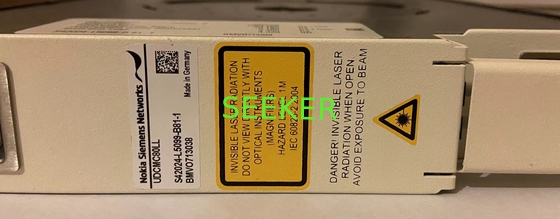 Nokia Siemens Networks
UDCMC80LL
S42024-L5099-B81-1
BMVO713038
Made in Germany
INVISIBLE LASER RADIATION
DO NOT VIEW DIRECTLY WITH
OPTICAL INSTRUMENTS
(MAGNIFIERS)
HAZARD LEVEL 1M
IEC 60825-2 2004
DANGER! INVISIBLE LASER
RADIATION WHEN OPEN
AVOID EXPOSURE TO BEAM
SEEKER